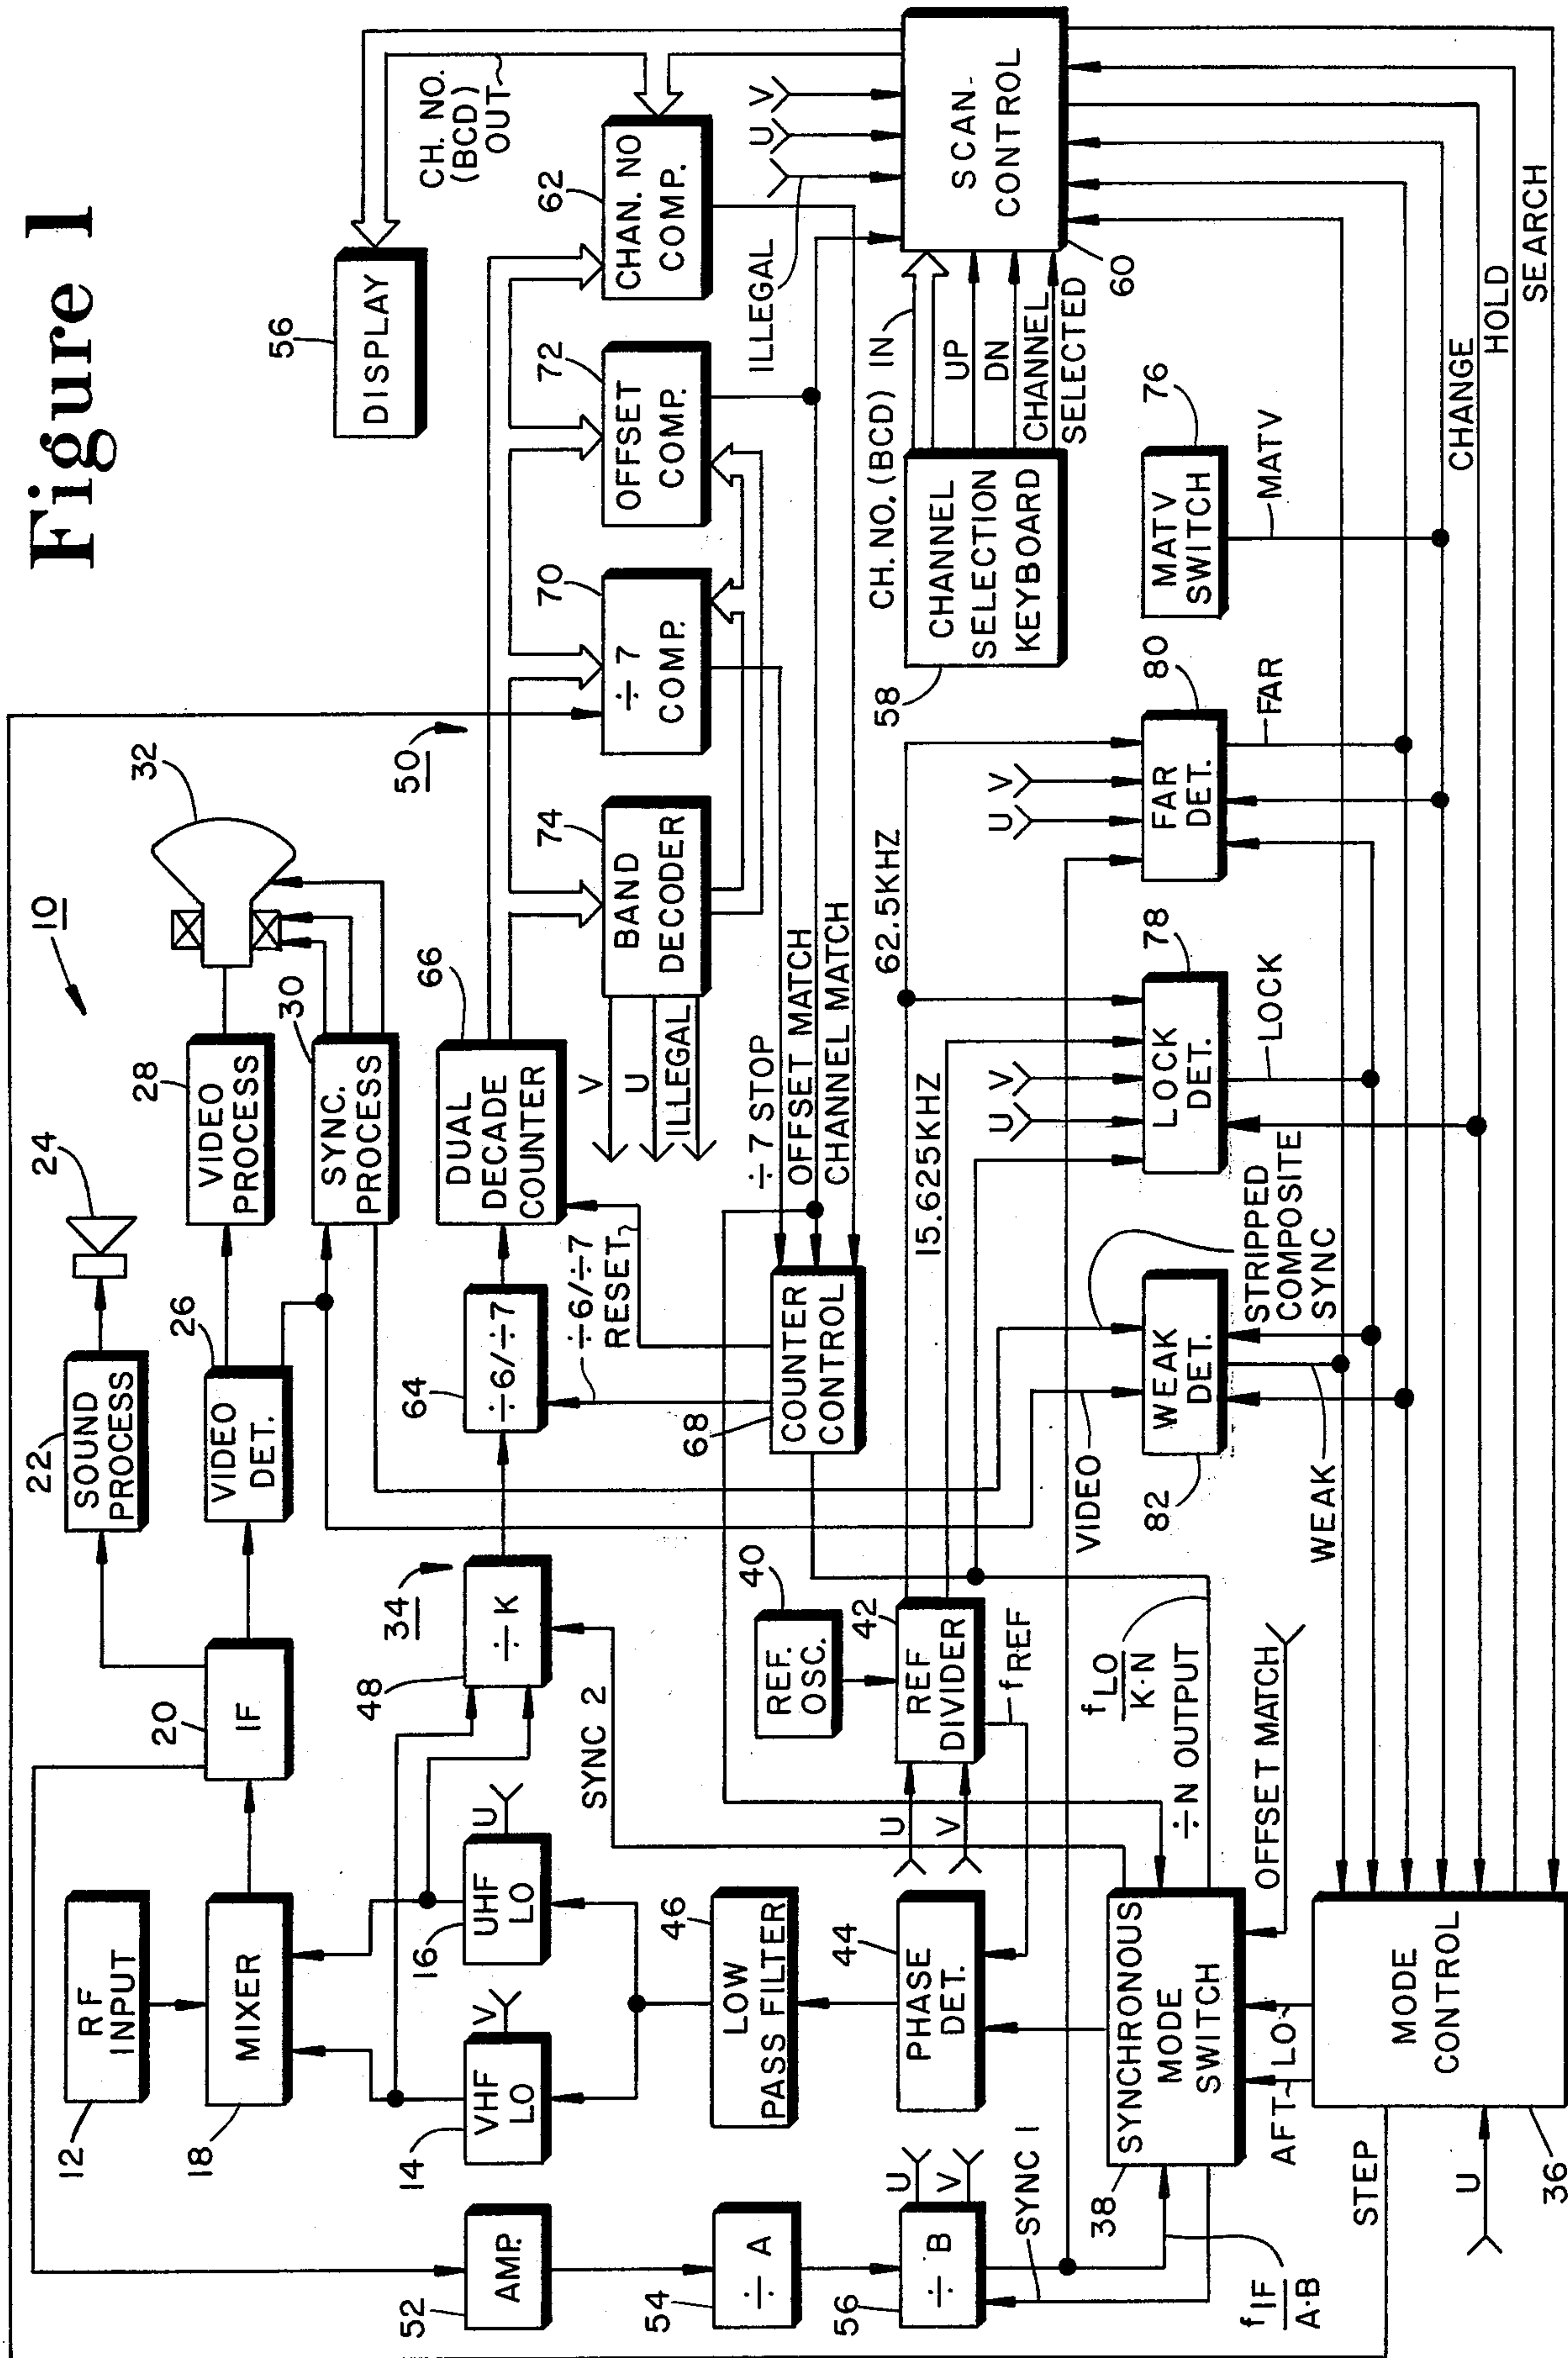 Figure 1
10
12
RF
INPUT
18
MIXER
20
IF
22
SOUND
PROCESS
24
26
VIDEO
DET.
28
VIDEO
PROCESS
30
SYNC.
PROCESS
32
56
DISPLAY
CH. NO.
(BCD)
OUT
14
VHF
LO
V
16
UHF
LO
U
34
48
÷ K
SYNC 2
64
÷6/÷7
66
DUAL
DECADE
COUNTER
÷6/÷7
RESET
50
V
U
ILLEGAL
74
BAND
DECODER
70
÷ 7
COMP.
72
OFFSET
COMP.
62
CHAN. NO
COMP.
52
AMP.
54
÷ A
56
÷ B
U
V
SYNC 1
fIF
A·B
46
LOW
PASS FILTER
44
PHASE
DET.
40
REF.
OSC.
42
REF
DIVIDER
U
V
fREF
68
COUNTER
CONTROL
÷7 STOP
OFFSET MATCH
CHANNEL MATCH
15.625KHZ
62.5KHZ
58
CHANNEL
SELECTION
KEYBOARD
CH. NO. (BCD) IN
UP
DN
CHANNEL
SELECTED
ILLEGAL
U
V
SCAN-
CONTROL
60
38
SYNCHRONOUS
MODE
SWITCH
÷N OUTPUT
fLO
K·N
OFFSET MATCH
AFT
LO
VIDEO
82
WEAK
DET.
WEAK
STRIPPED
COMPOSITE
SYNC
78
LOCK
DET.
U
V
LOCK
80
FAR
DET.
U
V
FAR
76
MATV
SWITCH
MATV
STEP
U
36
MODE
CONTROL
CHANGE
HOLD
SEARCH